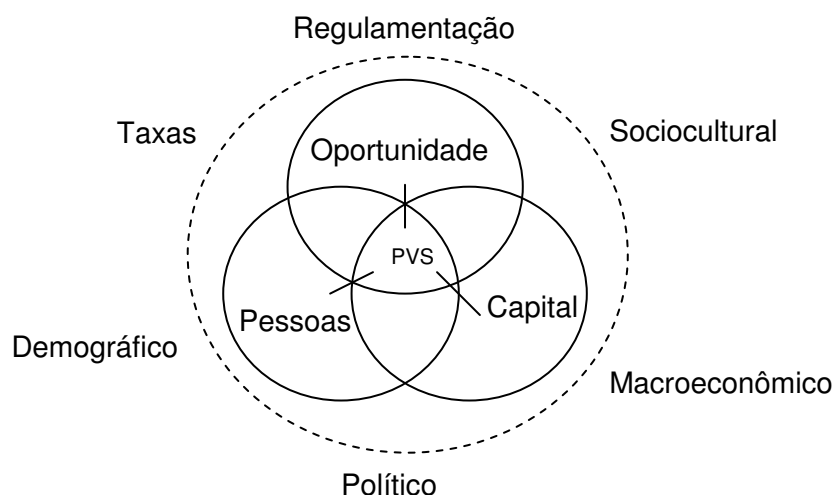 Regulamentação
Taxas
Sociocultural
Oportunidade
PVS
Pessoas
Capital
Demográfico
Macroeconômico
Político